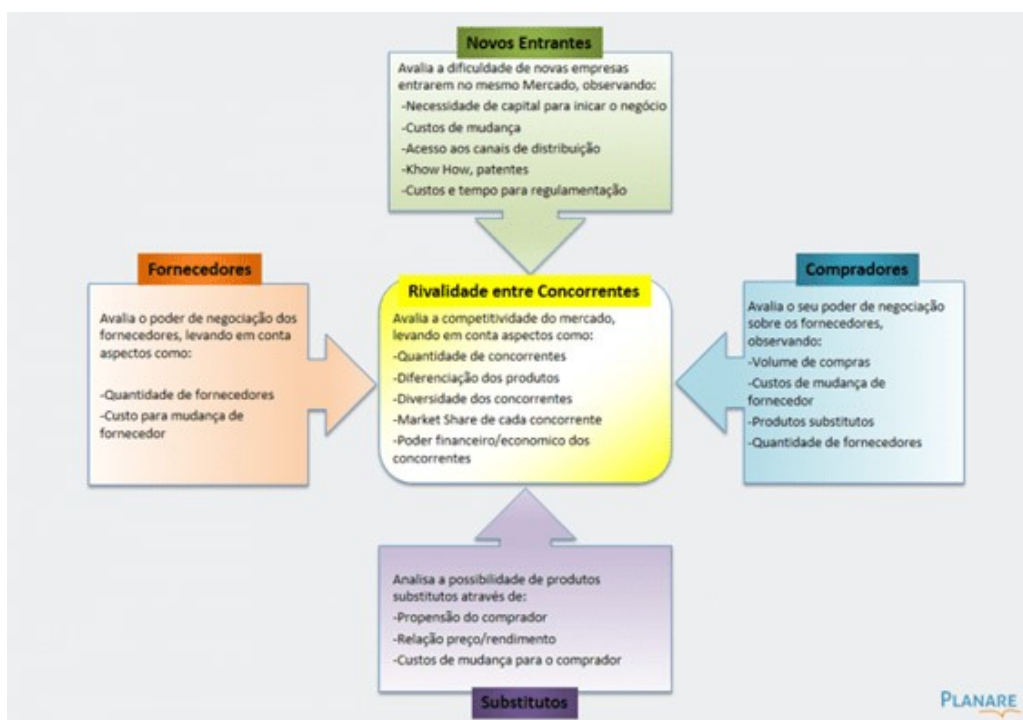 Novos Entrantes
Avalia a dificuldade de novas empresas
entrarem no mesmo Mercado, observando:
-Necessidade de capital para inicar o negócio
-Custos de mudança
-Acesso aos canais de distribuição
-Khow How, patentes
-Custos e tempo para regulamentação
Fornecedores
Avalia o poder de negociação dos
fornecedores, levando em conta
aspectos como:
-Quantidade de fornecedores
-Custo para mudança de
fornecedor
Rivalidade entre Concorrentes
Avalia a competitividade do mercado,
levando em conta aspectos como:
-Quantidade de concorrentes
-Diferenciação dos produtos
-Diversidade dos concorrentes
-Market Share de cada concorrente
-Poder financeiro/economico dos
concorrentes
Compradores
Avalia o seu poder de negociação
sobre os fornecedores,
observando:
-Volume de compras
-Custos de mudança de
fornecedor
-Produtos substitutos
-Quantidade de fornecedores
Analisa a possibilidade de produtos
substitutos através de:
-Propensão do comprador
-Relação preço/rendimento
-Custos de mudança para o comprador
Substitutos
PLANARE